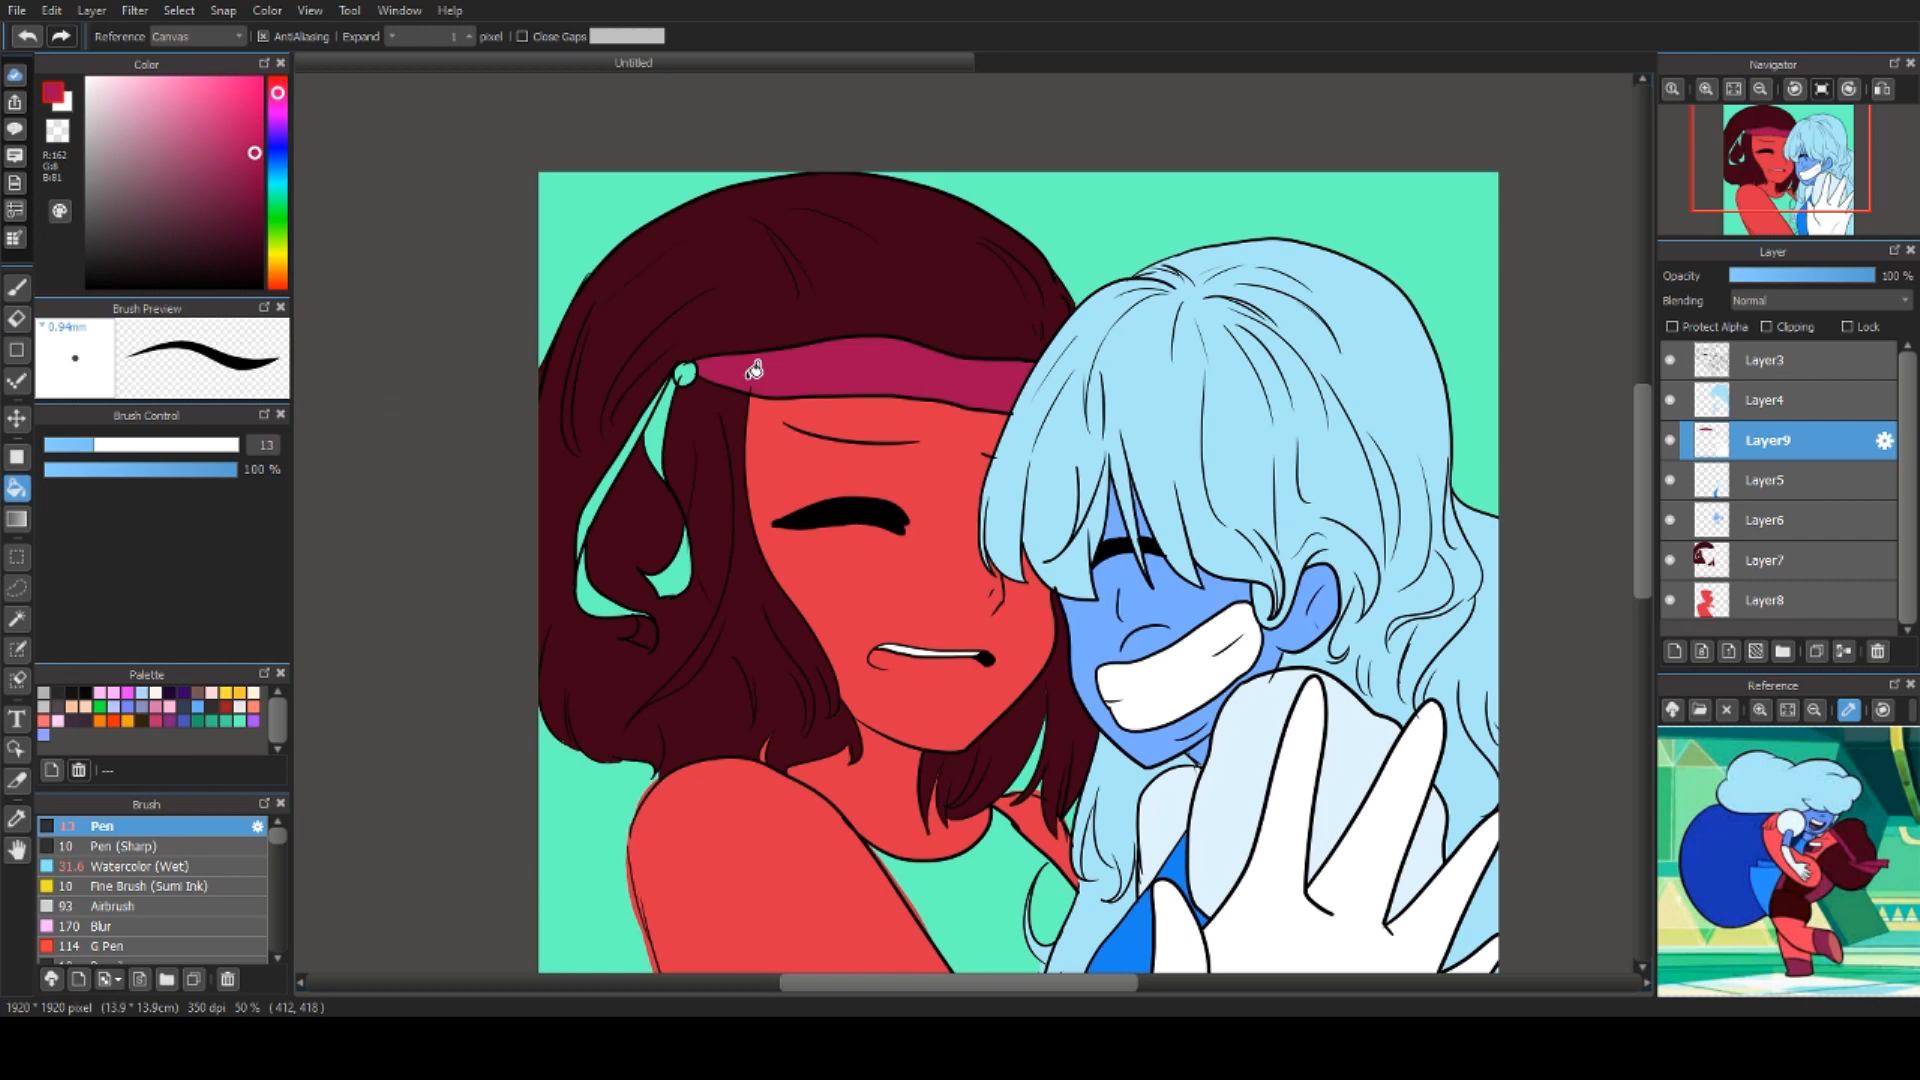 File Edit Layer Filter Select Snap Color View Tool Window Help
Reference Canvas AntiAliasing Expand 1 pixel Close Gaps
Color
Untitled
Navigator
R:162
G:8
B:81
Layer
Opacity 100 %
Blending Normal
Protect Alpha Clipping Lock
Brush Preview
* 0.94mm
Layer3
Layer4
Brush Control
13
100 %
Layer9
Layer5
Layer6
Layer7
Layer8
Palette
---
Reference
Brush
13 Pen
10 Pen (Sharp)
31.6 Watercolor (Wet)
10 Fine Brush (Sumi Ink)
93 Airbrush
170 Blur
114 G Pen
1920 * 1920 pixel (13.9 * 13.9cm) 350 dpi 50 % ( 412, 418 )